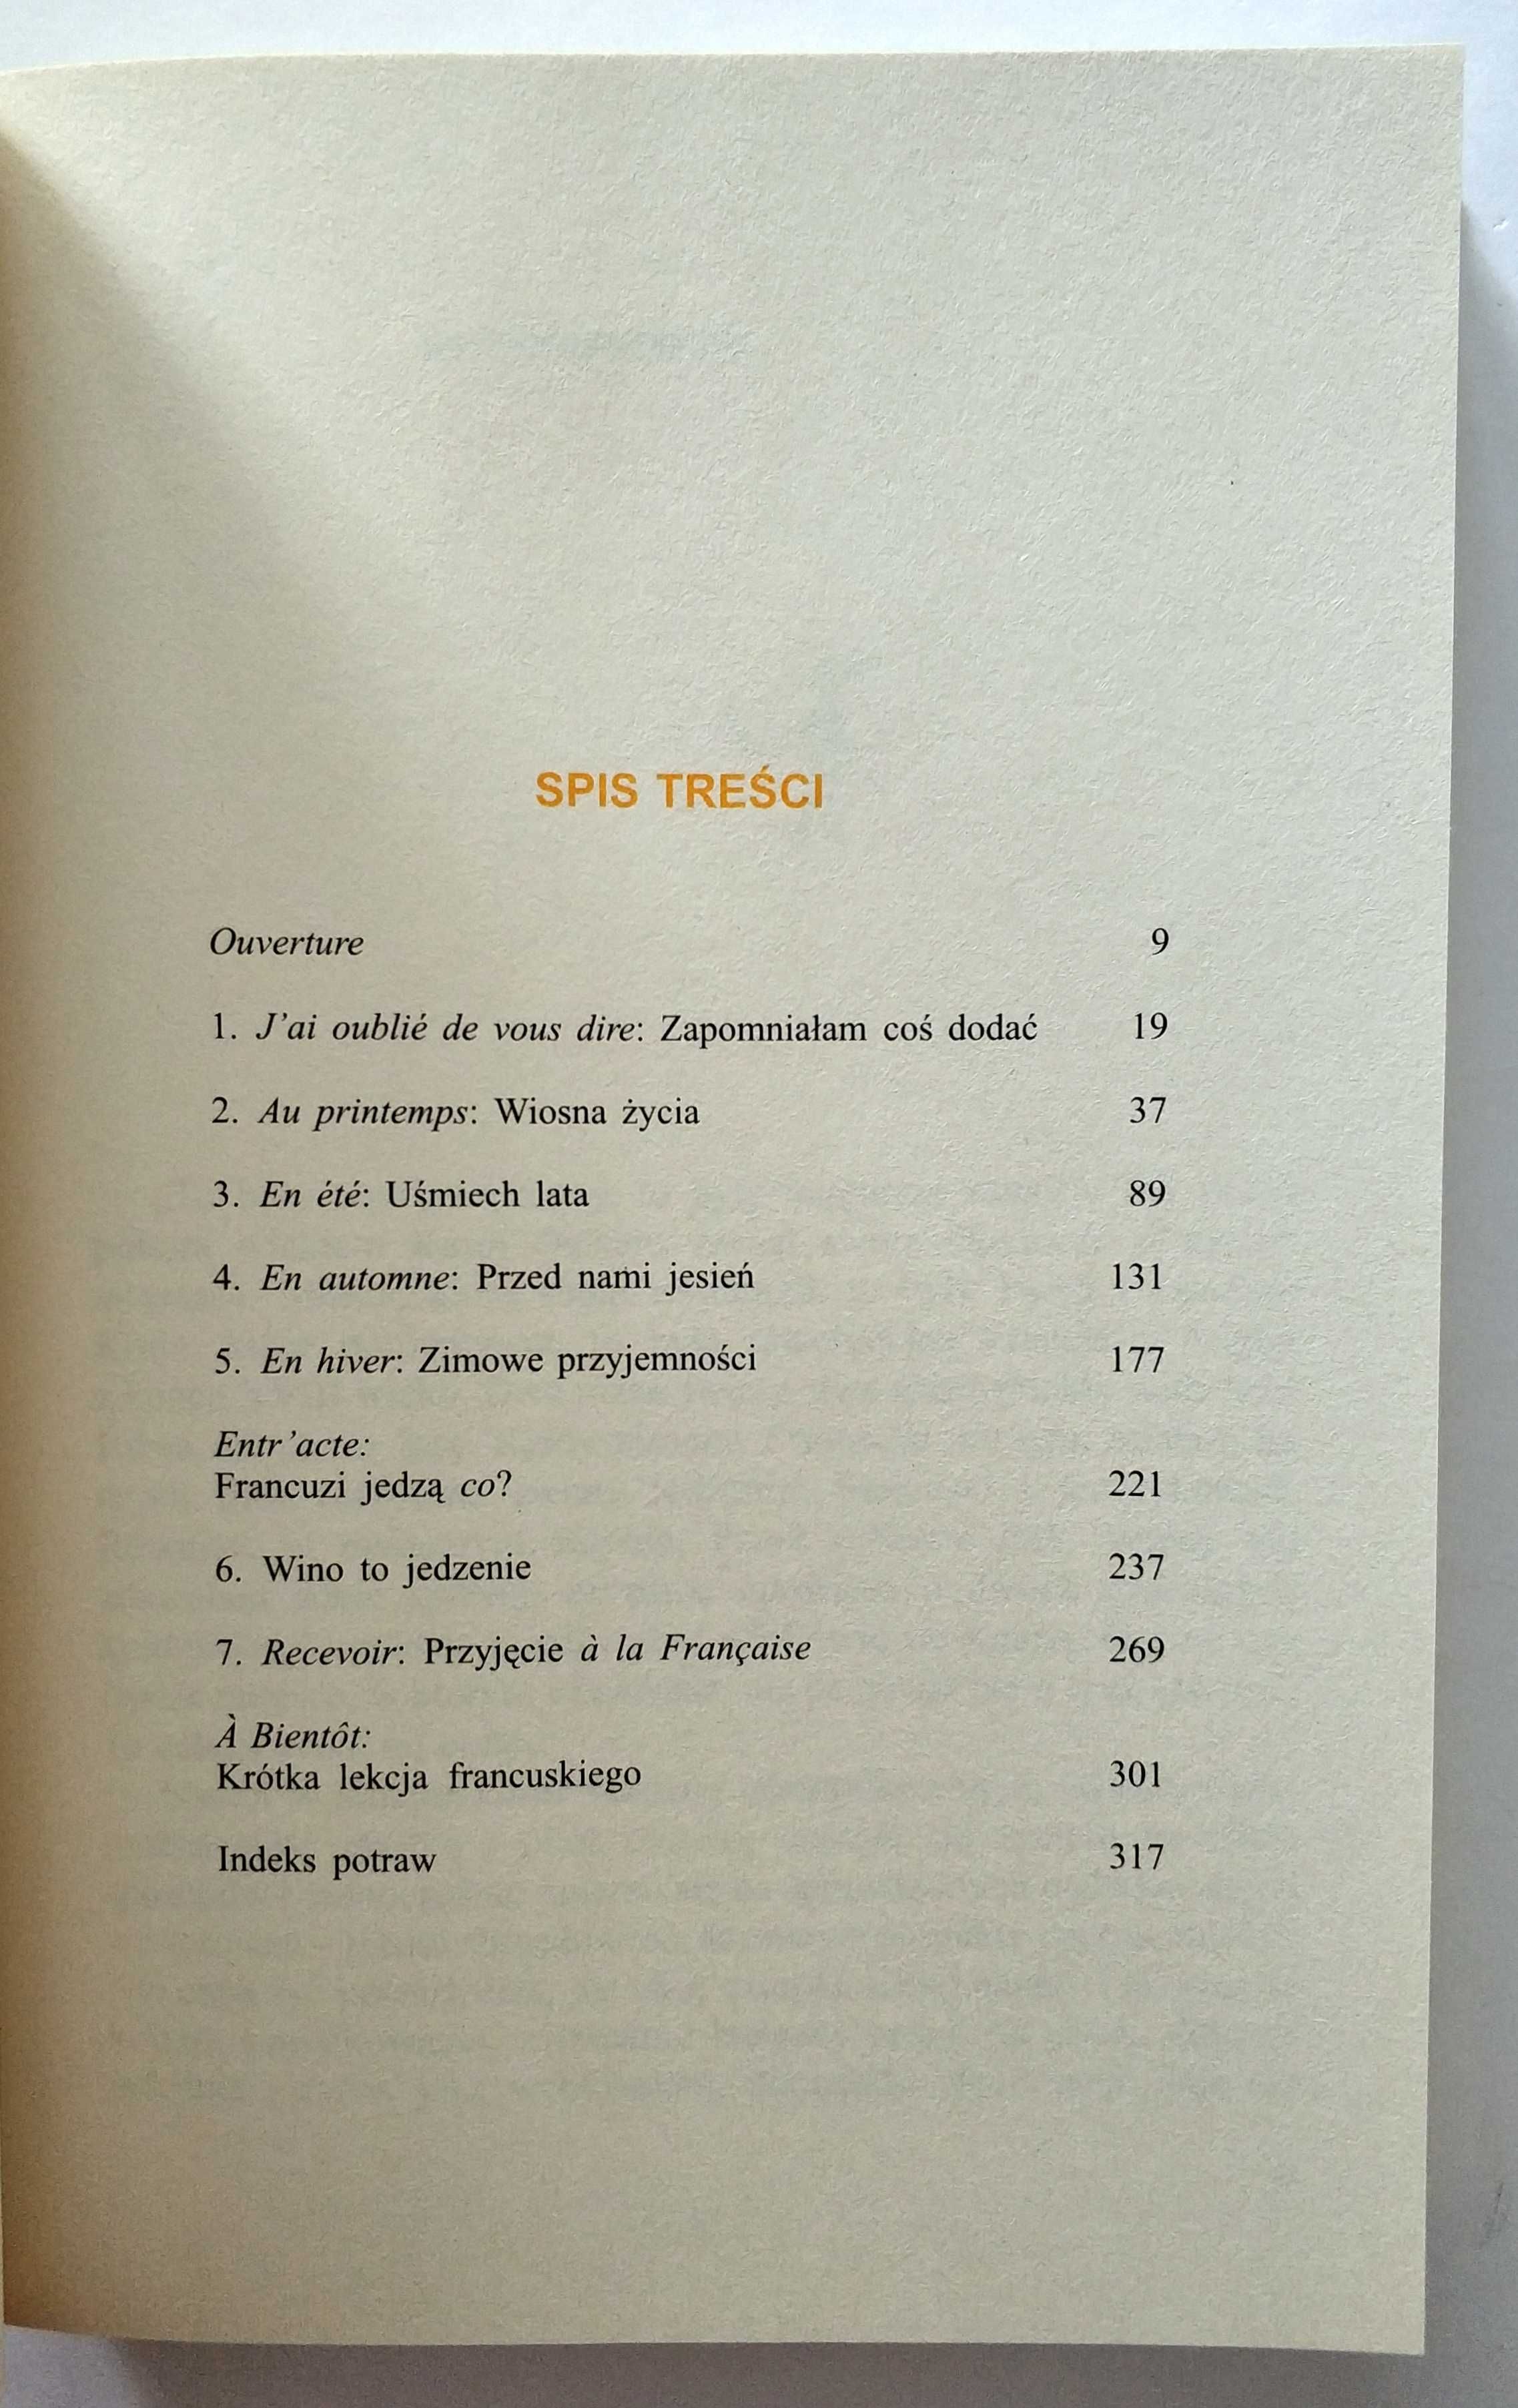 SPIS TREŚCI
Ouverture 9
1. J'ai oublié de vous dire: Zapomniałam coś dodać 19
2. Au printemps: Wiosna życia 37
3. En été: Uśmiech lata 89
4. En automne: Przed nami jesień 131
5. En hiver: Zimowe przyjemności 177
Entr'acte:
Francuzi jedzą co? 221
6. Wino to jedzenie 237
7. Recevoir: Przyjęcie à la Française 269
À Bientôt:
Krótka lekcja francuskiego 301
Indeks potraw 317